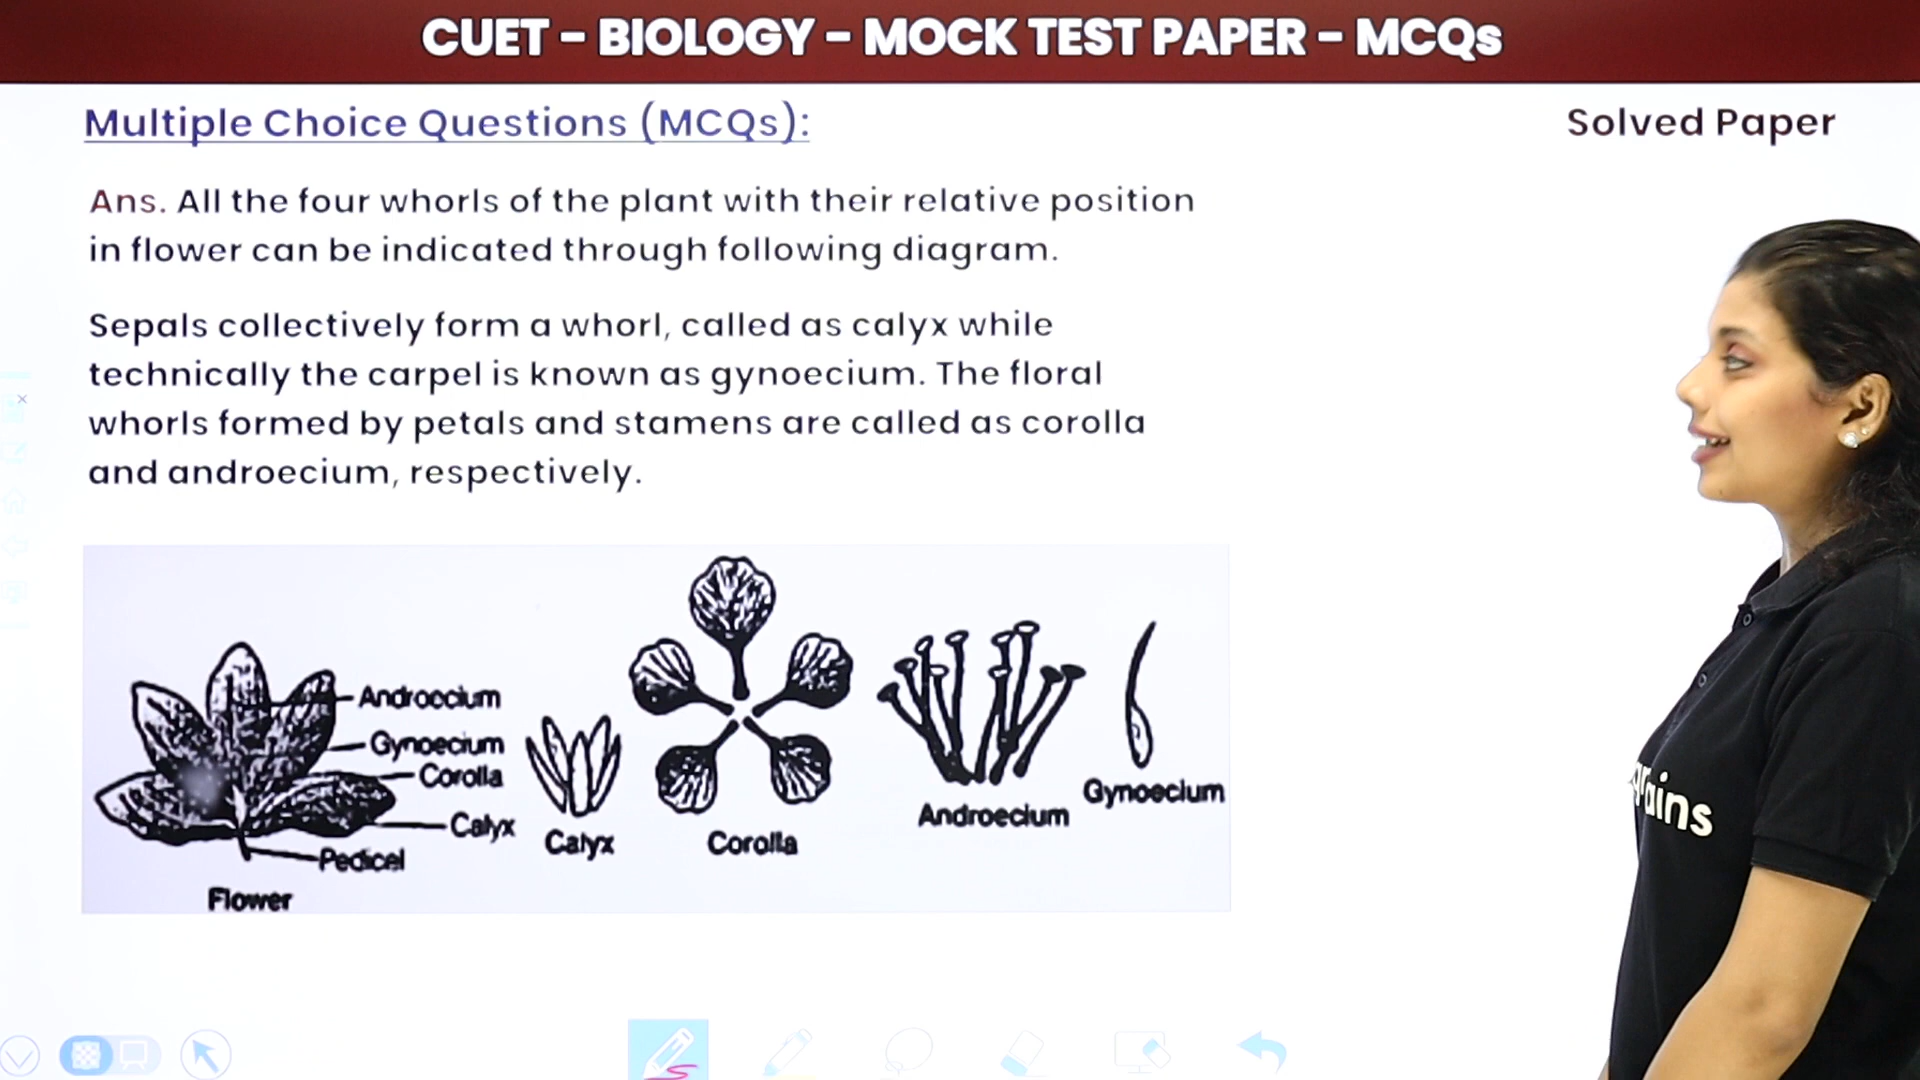 CUET - BIOLOGY - MOCK TEST PAPER - MCQs
Multiple Choice Questions (MCQs):
Solved Paper
Ans. All the four whorls of the plant with their relative position
in flower can be indicated through following diagram.
Sepals collectively form a whorl, called as calyx while
technically the carpel is known as gynoecium. The floral
whorls formed by petals and stamens are called as corolla
and androecium, respectively.
Androccium
Gynoecium
Corolla
Calyx
Pedicel
Flower
Calyx
Corolla
Androecium
Gynoecium